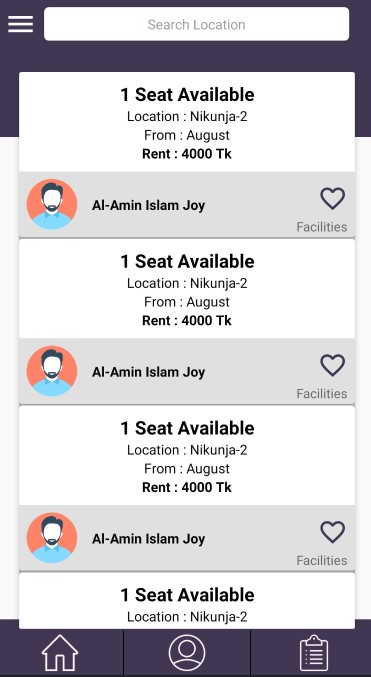 Search Location
1 Seat Available
Location : Nikunja-2
From : August
Rent : 4000 Tk
Al-Amin Islam Joy
Facilities
1 Seat Available
Location : Nikunja-2
From : August
Rent : 4000 Tk
Al-Amin Islam Joy
Facilities
1 Seat Available
Location : Nikunja-2
From : August
Rent : 4000 Tk
Al-Amin Islam Joy
Facilities
1 Seat Available
Location : Nikunja-2